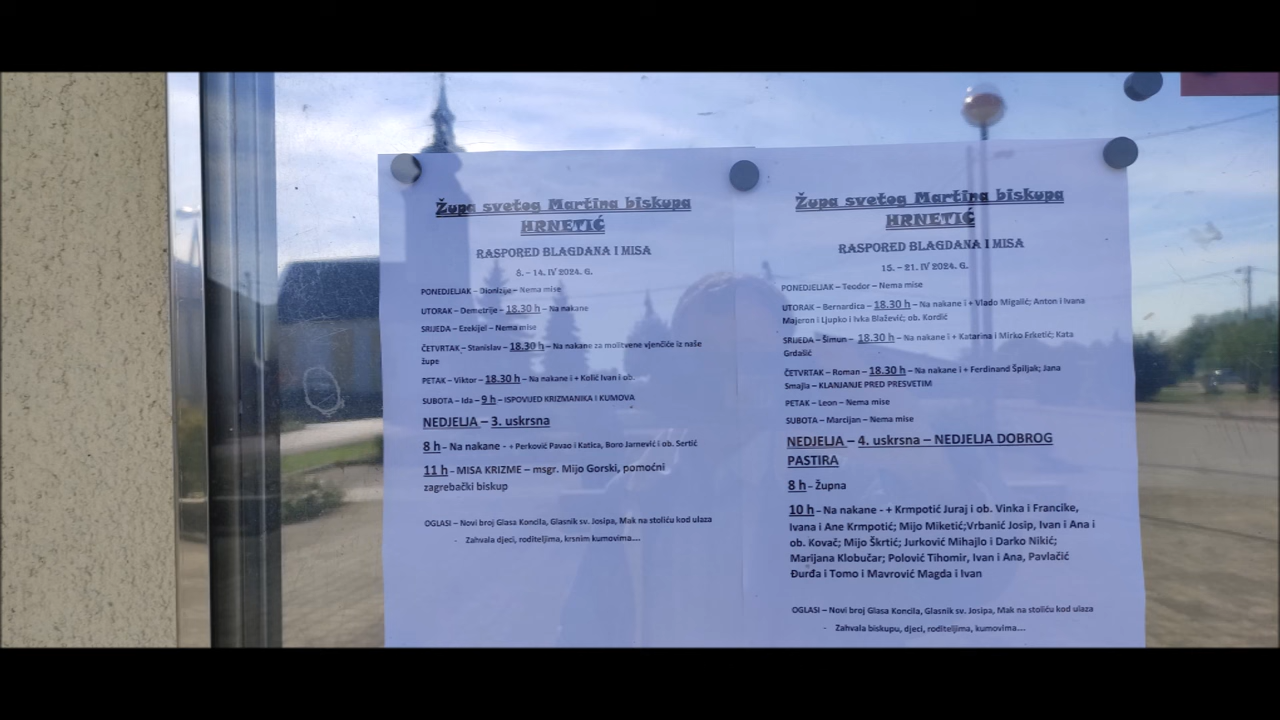 Župa svetog Martina biskupa
HRNETIĆ
RASPORED BLAGDANA I MISA
8. – 14. IV 2024. G.
PONEDJELJAK – Dionizije – Nema mise
UTORAK – Demetrije – 18.30 h – Na nakane
SRIJEDA – Ezekijel – Nema mise
ČETVRTAK – Stanislav – 18.30 h – Na nakane za molitvene vjenčiće iz naše
župe
PETAK – Viktor – 18.30 h – Na nakane i + Kolić Ivan i ob.
SUBOTA – Ida – 9 h – ISPOVIJED KRIZMANIKA I KUMOVA
NEDJELJA – 3. uskrsna
8 h – Na nakane - + Perković Pavao i Katica, Boro Jarnević i ob. Sertić
11 h – MISA KRIZME – msgr. Mijo Gorski, pomoćni
zagrebački biskup
OGLASI – Novi broj Glasa Koncila, Glasnik sv. Josipa, Mak na stoliću kod ulaza
- Zahvala djeci, roditeljima, krsnim kumovima....
Župa svetog Martina biskupa
HRNETIĆ
RASPORED BLAGDANA I MISA
15. – 21. IV 2024. G.
PONEDJELJAK – Teodor – Nema mise
UTORAK – Bernardica – 18.30 h – Na nakane i + Vlado Migalić; Anton i Ivana
Majeron i Ljupko i Ivka Blažević; ob. Kordić
SRIJEDA – Šimun – 18.30 h – Na nakane i + Katarina i Mirko Frketić; Kata
Grdašić
ČETVRTAK – Roman – 18.30 h – Na nakane i + Ferdinand Špiljak; Jana
Smajla – KLANJANJE PRED PRESVETIM
PETAK – Leon – Nema mise
SUBOTA – Marcijan – Nema mise
NEDJELJA – 4. uskrsna – NEDJELJA DOBROG
PASTIRA
8 h – Župna
10 h – Na nakane - + Krmpotić Juraj i ob. Vinka i Francike,
Ivana i Ane Krmpotić; Mijo Miketić;Vrbanić Josip, Ivan i Ana i
ob. Kovač; Mijo Škrtić; Jurković Mihajlo i Darko Nikić;
Marijana Klobučar; Polović Tihomir, Ivan i Ana, Pavlačić
Đurđa i Tomo i Mavrović Magda i Ivan
OGLASI – Novi broj Glasa Koncila, Glasnik sv. Josipa, Mak na stoliću kod ulaza
- Zahvala biskupu, djeci, roditeljima, kumovima....